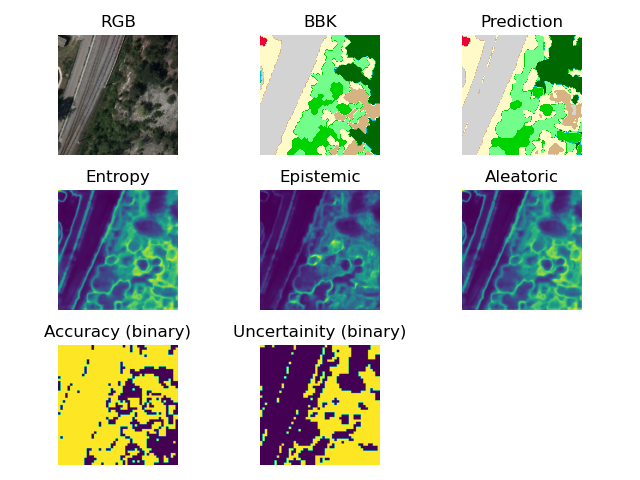 RGB
BBK
Prediction
Entropy
Epistemic
Aleatoric
Accuracy (binary)
Uncertainity (binary)